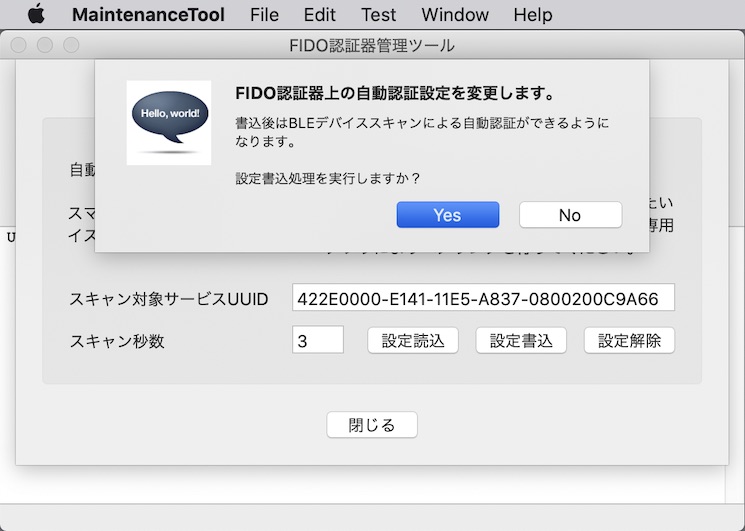 MaintenanceTool File Edit Test Window Help
FIDO認証器管理ツール
Hello, world!
FIDO認証器上の自動認証設定を変更します。
書込後はBLEデバイススキャンによる自動認証ができるように
なります。
設定書込処理を実行しますか？
Yes No
自動
スマ たい
イス 専用
U
スキャン対象サービスUUID 422E0000-E141-11E5-A837-0800200C9A66
スキャン秒数 3 設定読込 設定書込 設定解除
閉じる